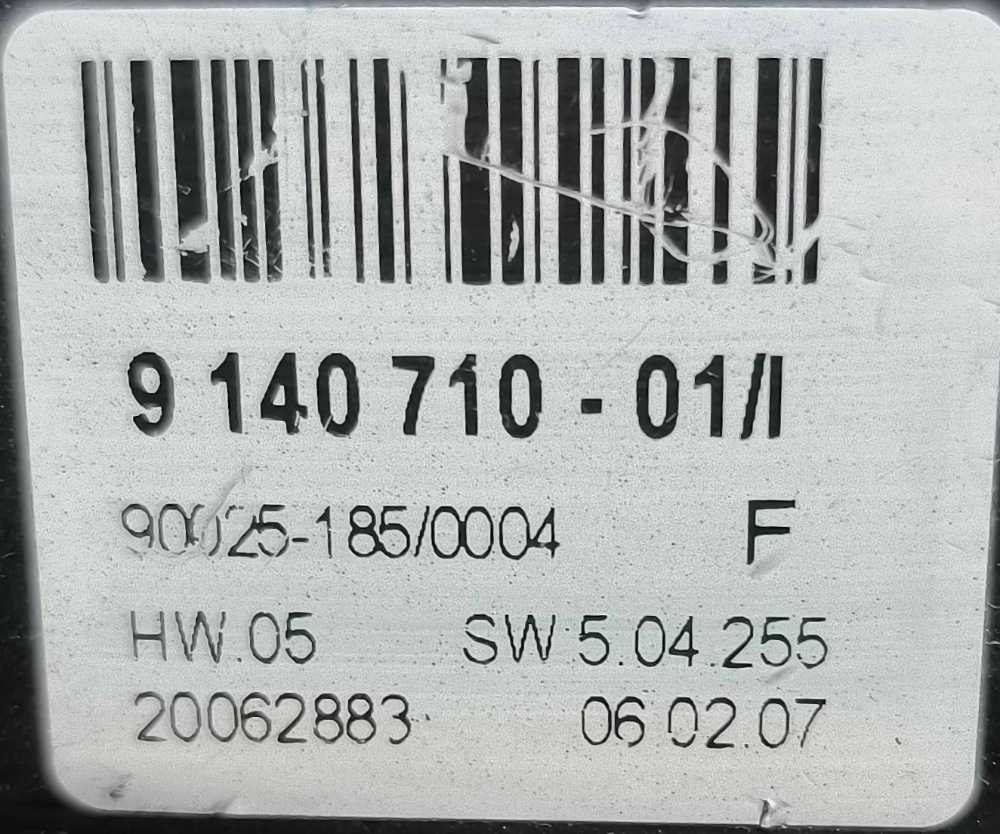 9 140 710 - 01/I
90025-185/0004 F
HW.05 SW:5.04.255
20062883 06.02.07